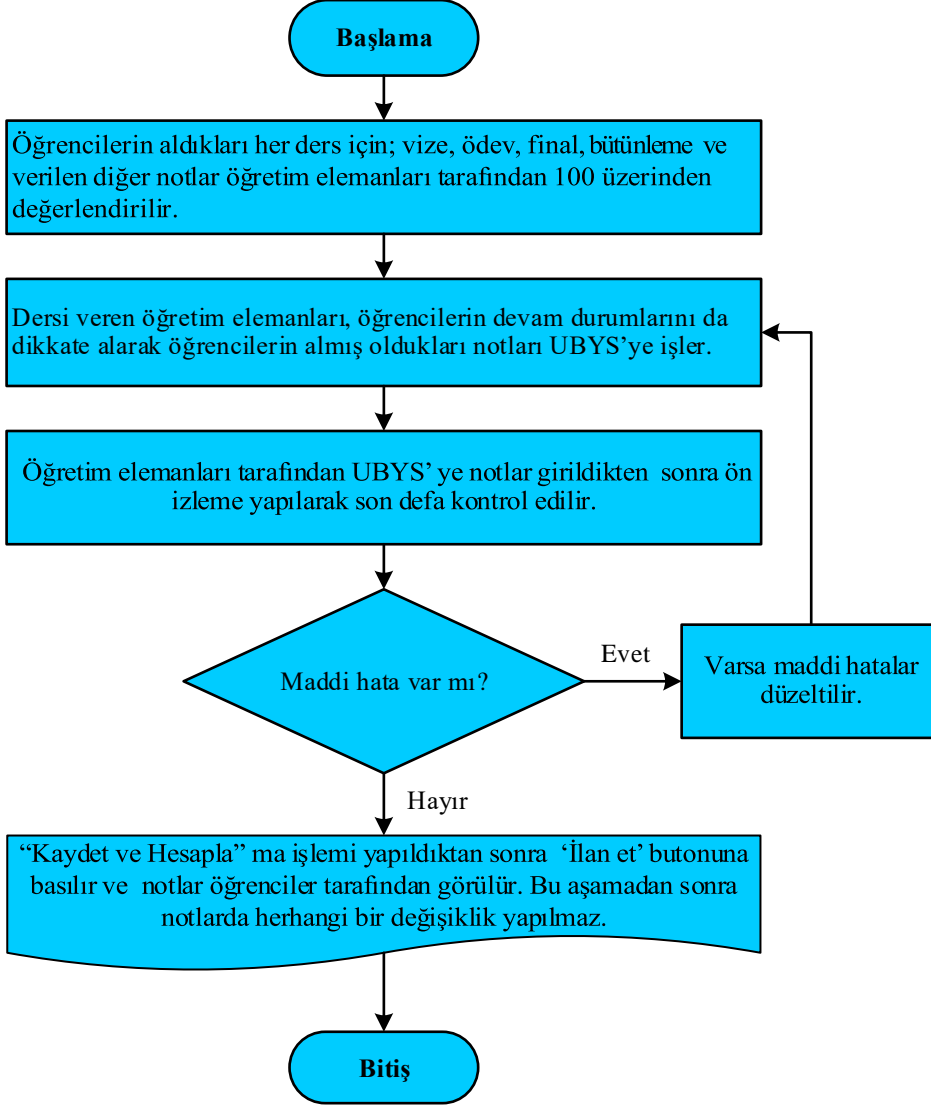 Başlama
Öğrencilerin aldıkları her ders için; vize, ödev, final, bütünleme ve
verilen diğer notlar öğretim elemanları tarafından 100 üzerinden
değerlendirilir.
Dersi veren öğretim elemanları, öğrencilerin devam durumlarını da
dikkate alarak öğrencilerin almış oldukları notları UBYS’ye işler.
Öğretim elemanları tarafından UBYS’ ye notlar girildikten sonra ön
izleme yapılarak son defa kontrol edilir.
Maddi hata var mı?
Evet
Varsa maddi hatalar
düzeltilir.
Hayır
“Kaydet ve Hesapla” ma işlemi yapıldıktan sonra ‘İlan et’ butonuna
basılır ve notlar öğrenciler tarafından görülür. Bu aşamadan sonra
notlarda herhangi bir değişiklik yapılmaz.
Bitiş